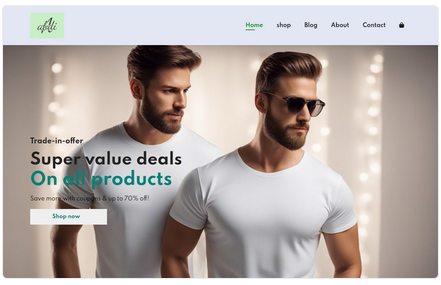 Home
shop
Blog
About
Contact
Trade-in-offer
Super value deals
On all products
Save more with coupons & up to 70% off!
Shop now